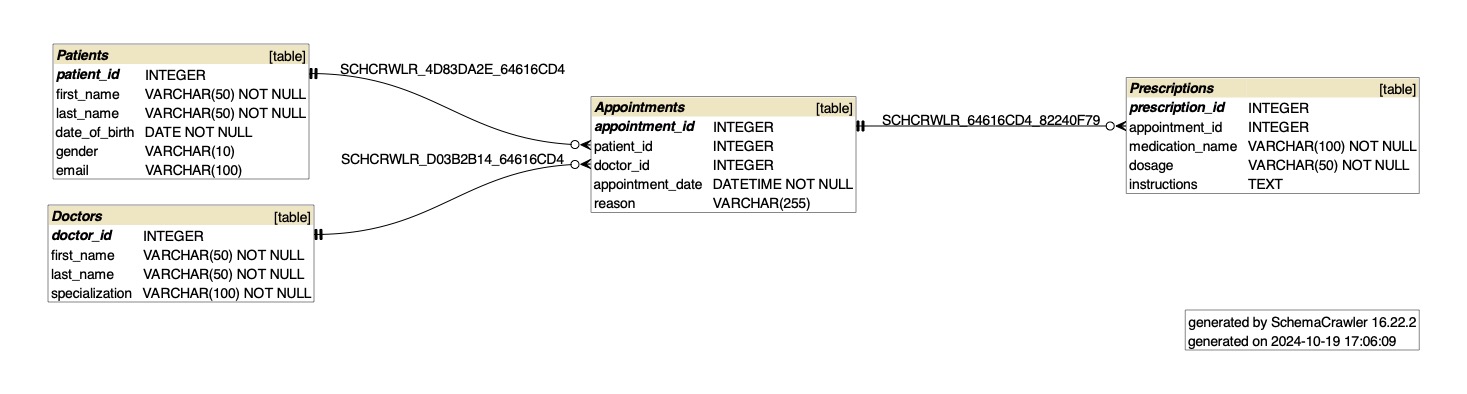 Patients [table]
patient_id INTEGER
first_name VARCHAR(50) NOT NULL
last_name VARCHAR(50) NOT NULL
date_of_birth DATE NOT NULL
gender VARCHAR(10)
email VARCHAR(100)
SCHCRWLR_4D83DA2E_64616CD4
Doctors [table]
doctor_id INTEGER
first_name VARCHAR(50) NOT NULL
last_name VARCHAR(50) NOT NULL
specialization VARCHAR(100) NOT NULL
SCHCRWLR_D03B2B14_64616CD4
Appointments [table]
appointment_id INTEGER
patient_id INTEGER
doctor_id INTEGER
appointment_date DATETIME NOT NULL
reason VARCHAR(255)
SCHCRWLR_64616CD4_82240F79
Prescriptions [table]
prescription_id INTEGER
appointment_id INTEGER
medication_name VARCHAR(100) NOT NULL
dosage VARCHAR(50) NOT NULL
instructions TEXT
generated by SchemaCrawler 16.22.2
generated on 2024-10-19 17:06:09